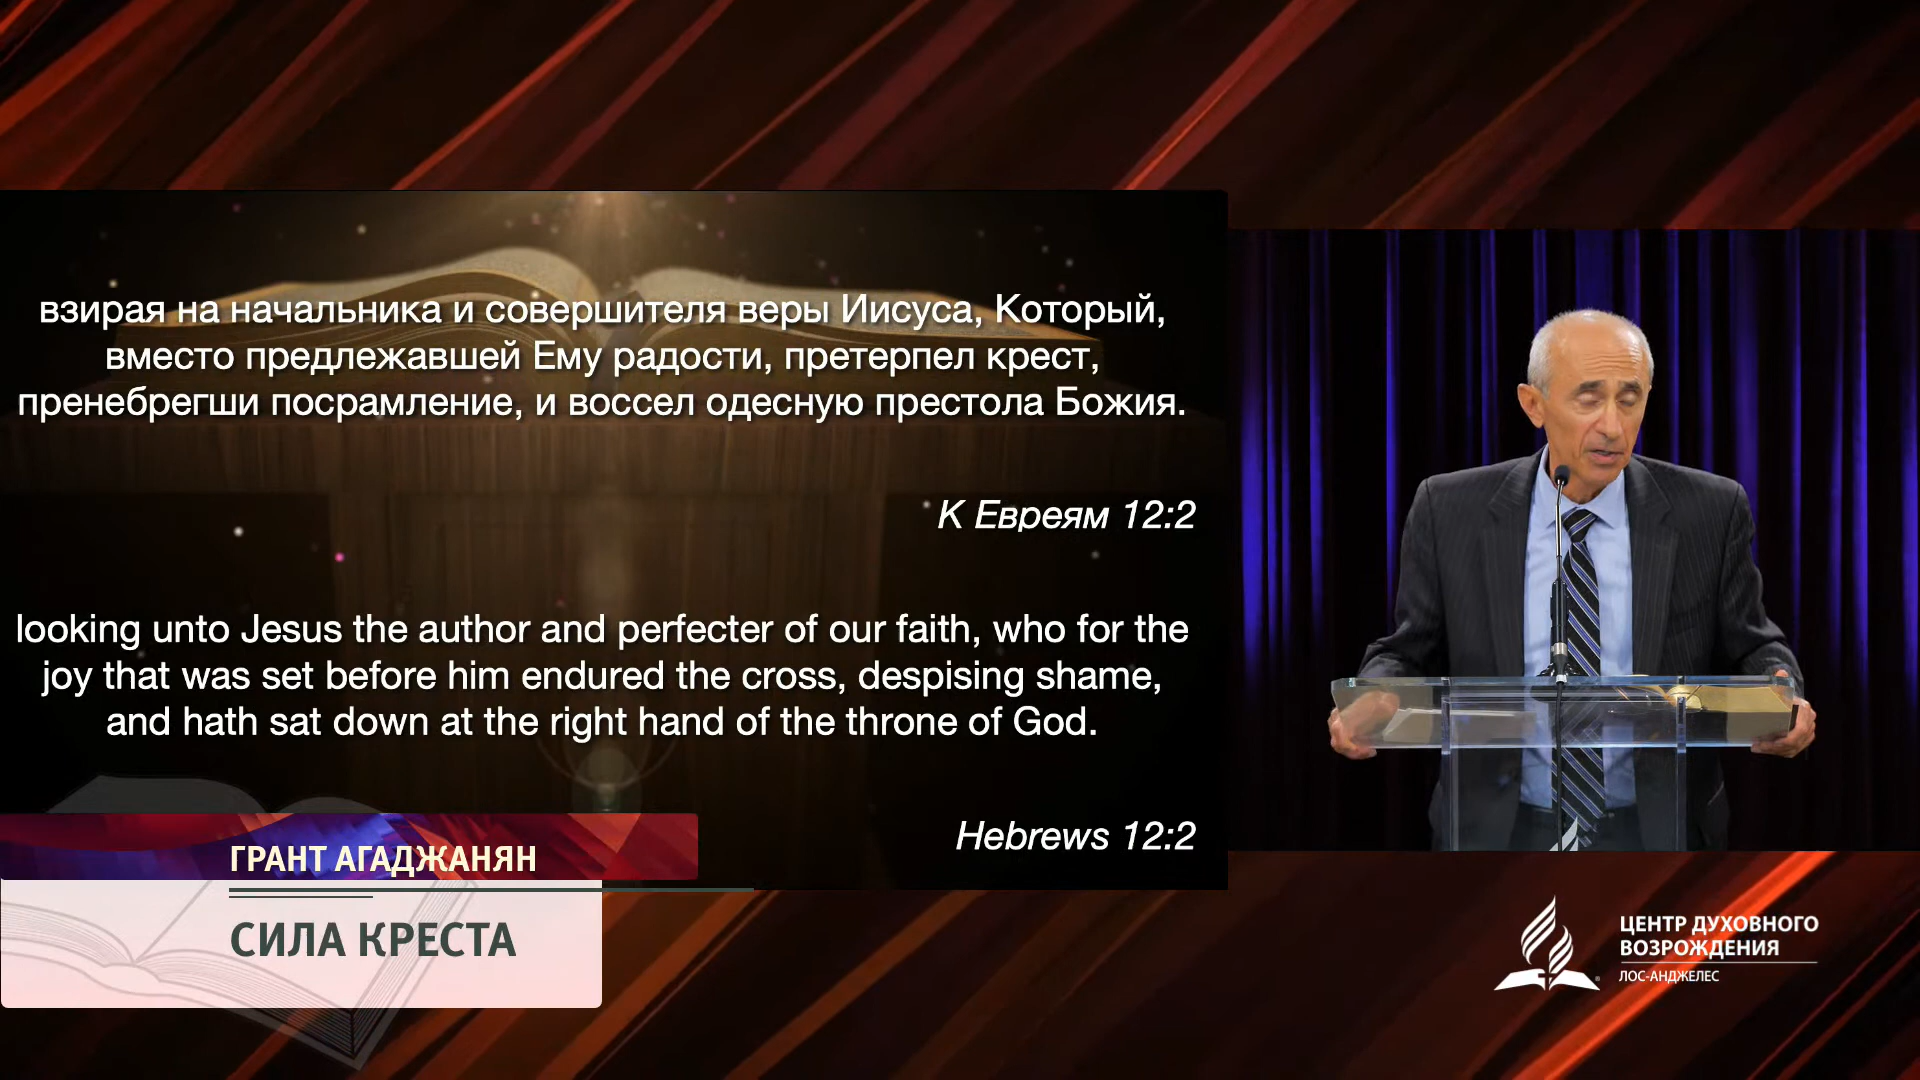 взирая на начальника и совершителя веры Иисуса, Который,
вместо предлежавшей Ему радости, претерпел крест,
пренебрегши посрамление, и воссел одесную престола Божия.
К Евреям 12:2
looking unto Jesus the author and perfecter of our faith, who for the
joy that was set before him endured the cross, despising shame,
and hath sat down at the right hand of the throne of God.
Hebrews 12:2
ГРАНТ АГАДЖАНЯН
СИЛА КРЕСТА
ЦЕНТР ДУХОВНОГО
ВОЗРОЖДЕНИЯ
ЛОС-АНДЖЕЛЕС